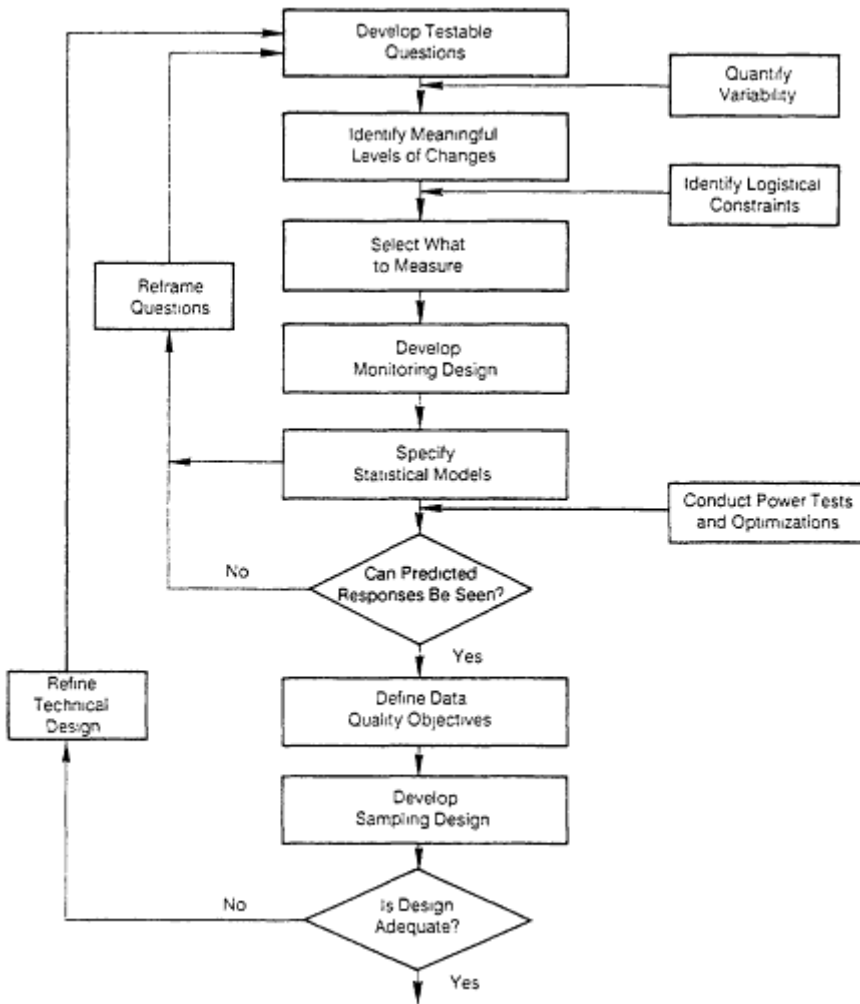 Develop Testable
Questions
Quantify
Variability
Identify Meaningful
Levels of Changes
Identify Logistical
Constraints
Select What
to Measure
Reframe
Questions
Develop
Monitoring Design
Specify
Statistical Models
Conduct Power Tests
and Optimizations
No
Can Predicted
Responses Be Seen?
Yes
Refine
Technical
Design
Define Data
Quality Objectives
Develop
Sampling Design
No
Is Design
Adequate?
Yes